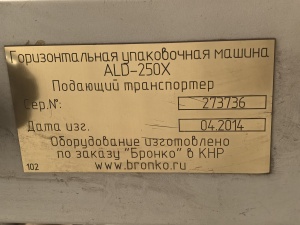 Горизонтальная упаковочная машина
ALD-250X
Подающий транспортер
Сер.№: 273736
Дата изг. 04.2014
Оборудование изготовлено
по заказу "Бронко" в КНР
102 www.bronko.ru